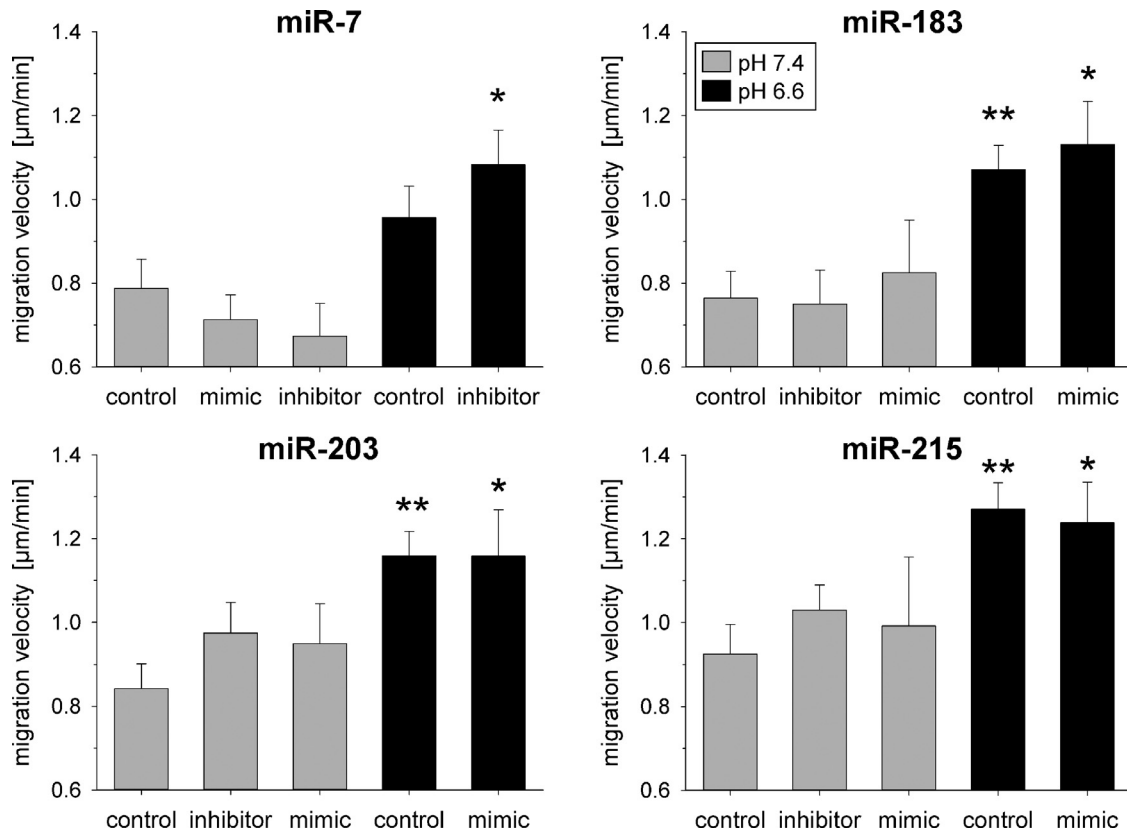 miR-7
migration velocity [µm/min]
1.4
1.2
1.0
0.8
0.6
*
control mimic inhibitor control inhibitor
miR-183
migration velocity [µm/min]
1.4
1.2
1.0
0.8
0.6
pH 7.4
pH 6.6
** *
control inhibitor mimic control mimic
miR-203
migration velocity [µm/min]
1.4
1.2
1.0
0.8
0.6
** *
control inhibitor mimic control mimic
miR-215
migration velocity [µm/min]
1.4
1.2
1.0
0.8
0.6
** *
control inhibitor mimic control mimic